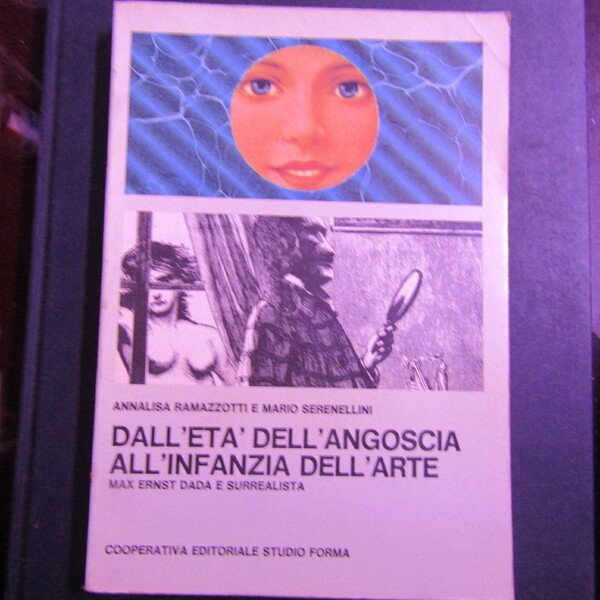 ANNALISA RAMAZZOTTI E MARIO SERENELLINI
DALL'ETA' DELL'ANGOSCIA
ALL'INFANZIA DELL'ARTE
MAX ERNST DADA E SURREALISTA
COOPERATIVA EDITORIALE STUDIO FORMA